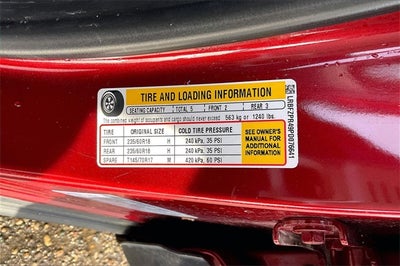 TIRE AND LOADING INFORMATION
SEATING CAPACITY TOTAL 5 FRONT 2 REAR 3
The combined weight of occupants and cargo should never exceed 563 kg or 1240 lbs.
TIRE ORIGINAL SIZE COLD TIRE PRESSURE
FRONT 235/60R18 H 240 kPa, 35 PSI
REAR 235/60R18 H 240 kPa, 35 PSI
SPARE T145/70R17 M 420 kPa, 60 PSI
SEE OWNER'S
MANUAL FOR
ADDITIONAL
INFORMATION